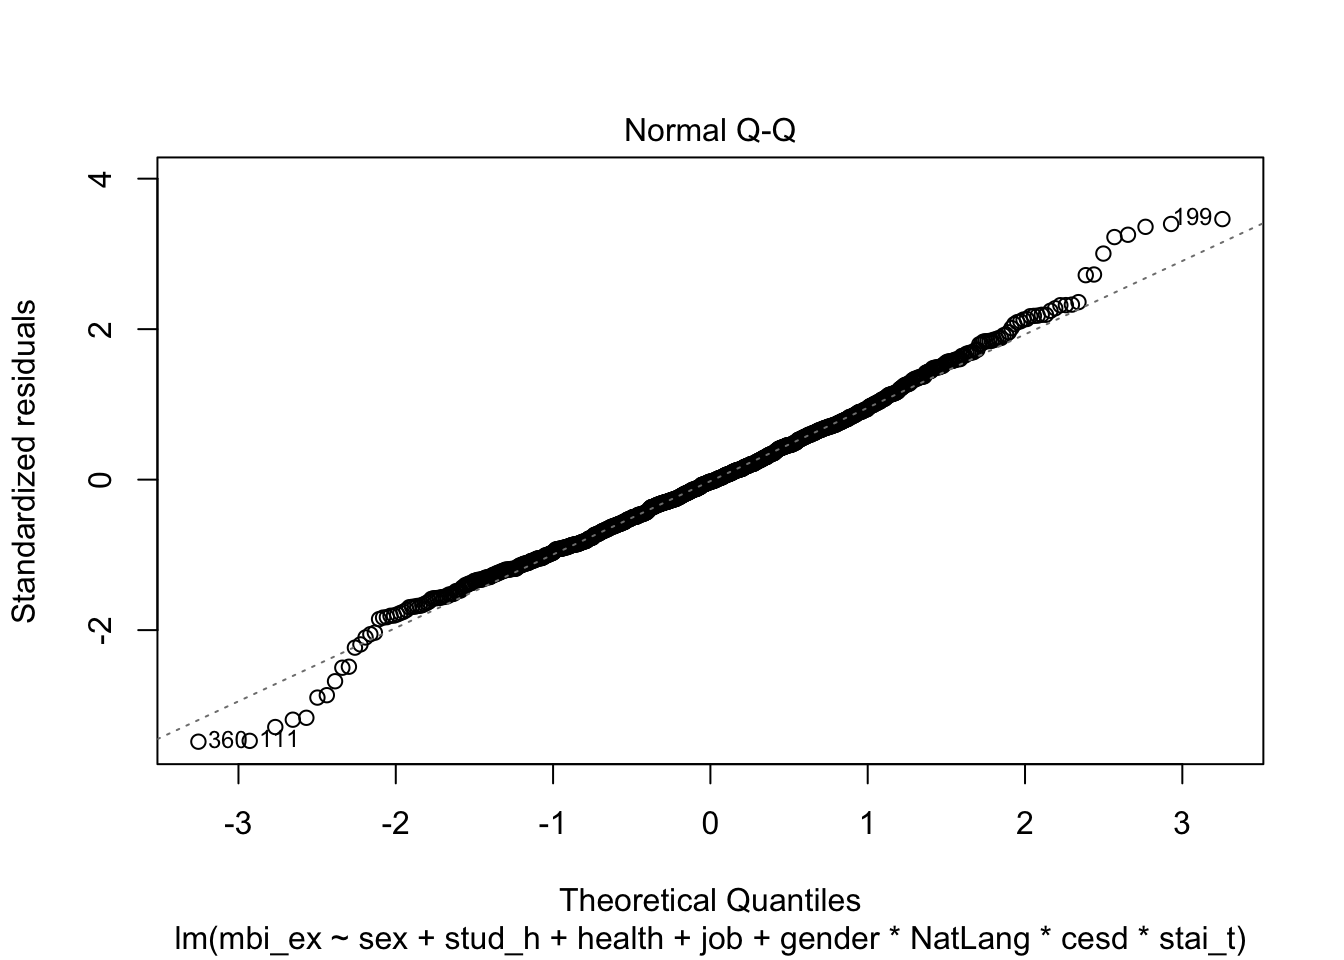 Normal Q-Q
4
2
0
-2
Standardized residuals
199
360
111
-3 -2 -1 0 1 2 3
Theoretical Quantiles
lm(mbi_ex ~ sex + stud_h + health + job + gender * NatLang * cesd * stai_t)